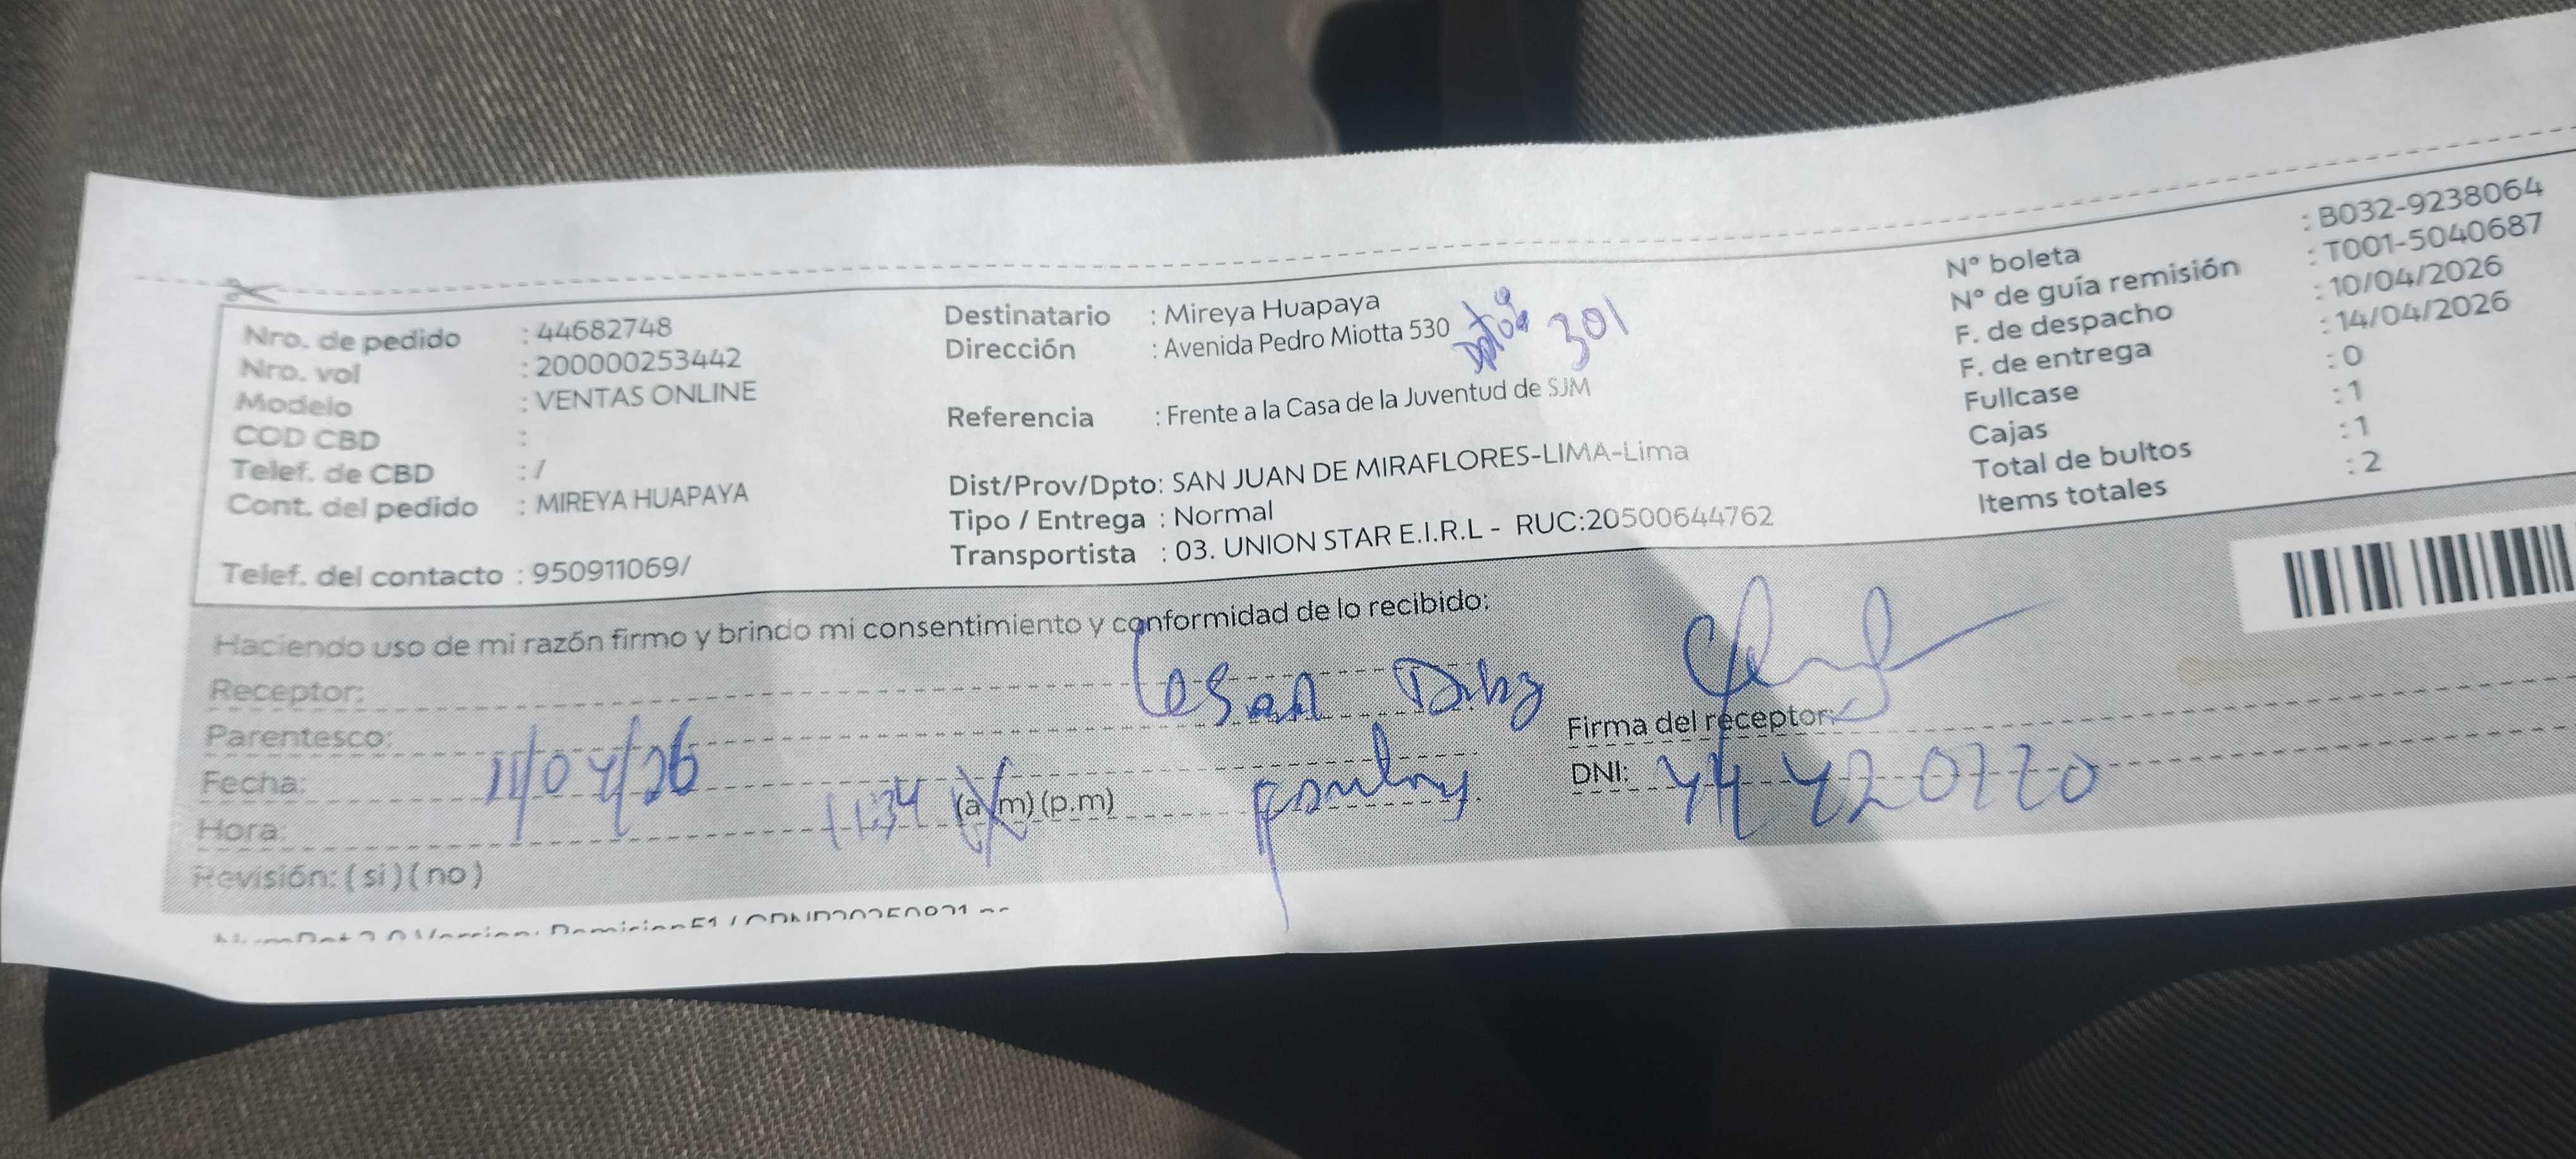 Nro. de pedido : 44682748
Nro. vol : 200000253442
Modelo : VENTAS ONLINE
COD CBD :
Telef. de CBD : /
Cont. del pedido : MIREYA HUAPAYA
Telef. del contacto : 950911069/
Destinatario : Mireya Huapaya
Dirección : Avenida Pedro Miotta 530 301
Referencia : Frente a la Casa de la Juventud de SJM
Dist/Prov/Dpto: SAN JUAN DE MIRAFLORES-LIMA-Lima
Tipo / Entrega : Normal
Transportista : 03. UNION STAR E.I.R.L - RUC:20500644762
N° boleta : B032-9238064
N° de guía remisión : T001-5040687
F. de despacho : 10/04/2026
F. de entrega : 14/04/2026
Fullcase : 0
Cajas : 1
Total de bultos : 1
Items totales : 2
Haciendo uso de mi razón firmo y brindo mi consentimiento y conformidad de lo recibido:
Receptor: Cesar
Parentesco:
Fecha: 11/04/26
Hora: 11:34 (a.m) (p.m)
Revisión: ( si ) ( no )
Firma del receptor:
DNI: